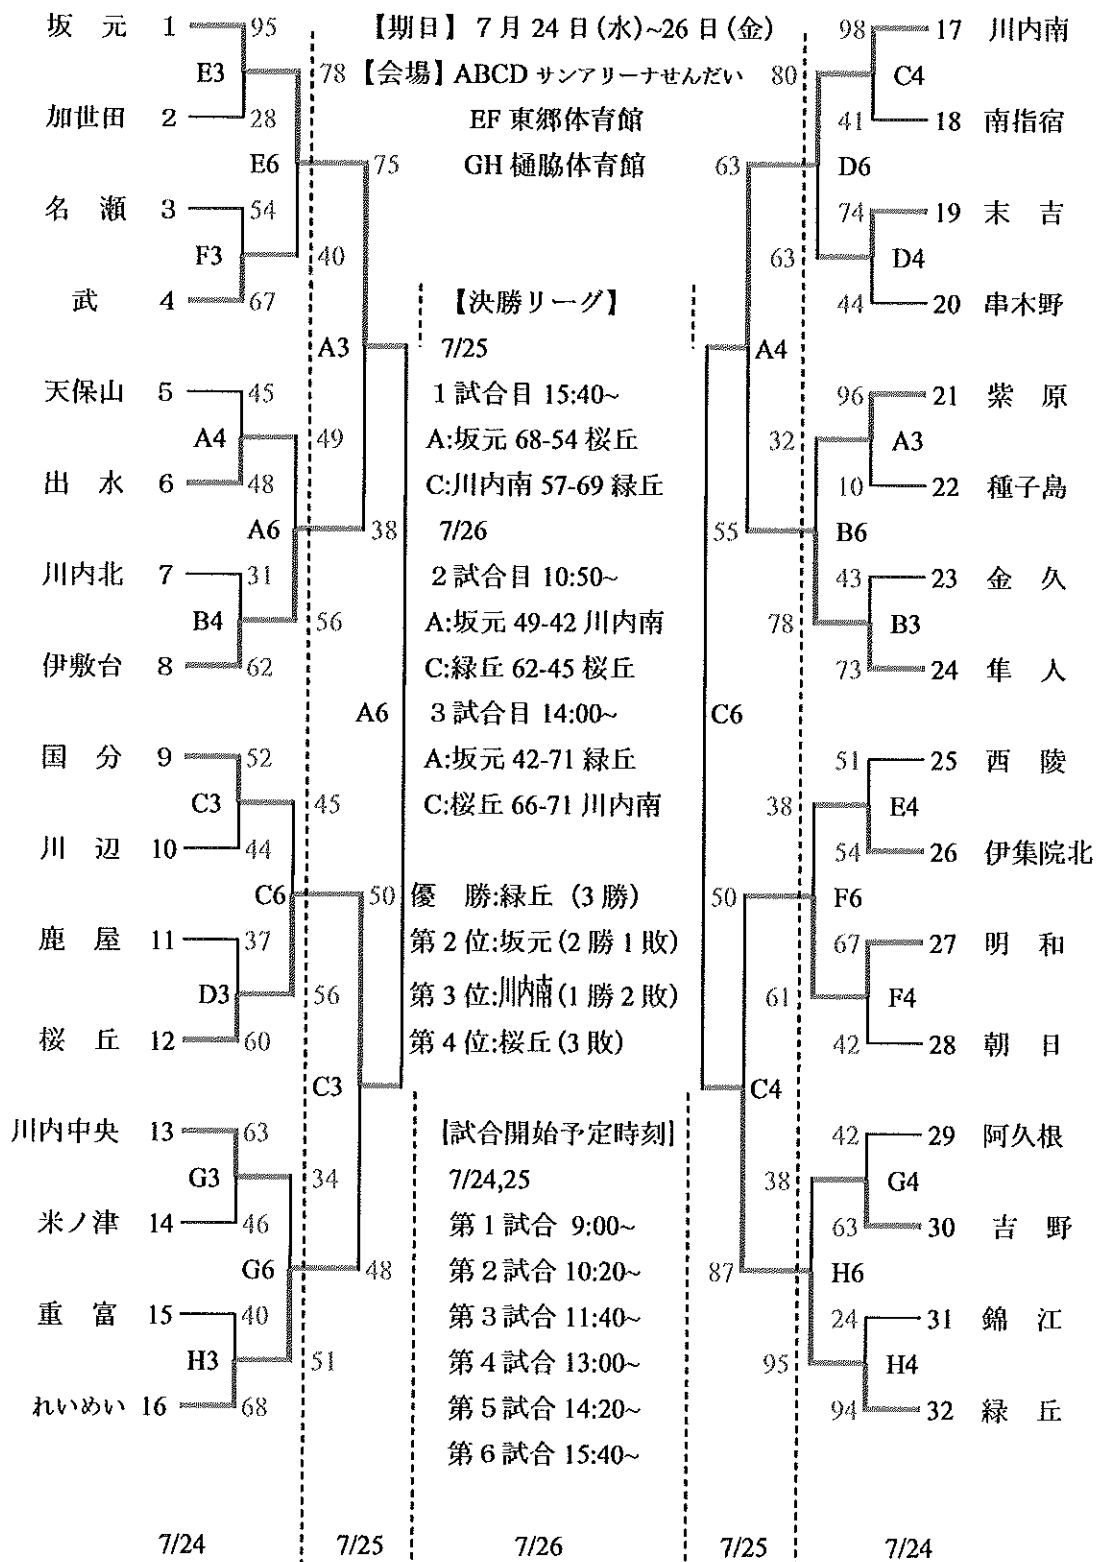 【期日】 7月24日(水)~26日(金)
【会場】 ABCD サンアリーナせんだい
EF 東郷体育館
GH 樋脇体育館
坂元 1 95
E3 78
加世田 2 28
E6 75
名瀬 3 54
F3 40
武 4 67
A3
天保山 5 45
A4 49
出水 6 48
A6 38
川内北 7 31
B4 56
伊敷台 8 62
A6
国分 9 52
C3 45
川辺 10 44
C6 50
鹿屋 11 37
D3 56
桜丘 12 60
C3
川内中央 13 63
G3 34
米ノ津 14 46
G6 48
重富 15 40
H3 51
れいめい 16 68
【決勝リーグ】
7/25
1試合目 15:40~
A:坂元 68-54 桜丘
C:川内南 57-69 緑丘
7/26
2試合目 10:50~
A:坂元 49-42 川内南
C:緑丘 62-45 桜丘
3試合目 14:00~
A:坂元 42-71 緑丘
C:桜丘 66-71 川内南
優 勝:緑丘 (3勝)
第2位:坂元(2勝1敗)
第3位:川内南(1勝2敗)
第4位:桜丘(3敗)
[試合開始予定時刻]
7/24,25
第1試合 9:00~
第2試合 10:20~
第3試合 11:40~
第4試合 13:00~
第5試合 14:20~
第6試合 15:40~
98 17 川内南
80 C4
41 18 南指宿
63 D6
74 19 末吉
63 D4
44 20 串木野
A4
96 21 紫原
32 A3
10 22 種子島
55 B6
43 23 金久
78 B3
73 24 隼人
C6
51 25 西陵
38 E4
54 26 伊集院北
50 F6
67 27 明和
61 F4
42 28 朝日
C4
42 29 阿久根
38 G4
63 30 吉野
87 H6
24 31 錦江
95 H4
94 32 緑丘
7/24 7/25 7/26 7/25 7/24